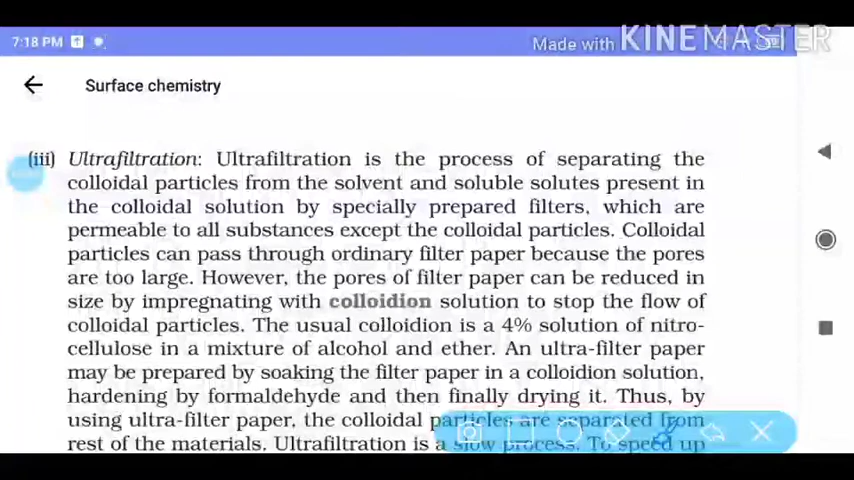 7:18 PM
Made with KINEMASTER
Surface chemistry
(iii) Ultrafiltration: Ultrafiltration is the process of separating the
colloidal particles from the solvent and soluble solutes present in
the colloidal solution by specially prepared filters, which are
permeable to all substances except the colloidal particles. Colloidal
particles can pass through ordinary filter paper because the pores
are too large. However, the pores of filter paper can be reduced in
size by impregnating with colloidion solution to stop the flow of
colloidal particles. The usual colloidion is a 4% solution of nitro-
cellulose in a mixture of alcohol and ether. An ultra-filter paper
may be prepared by soaking the filter paper in a colloidion solution,
hardening by formaldehyde and then finally drying it. Thus, by
using ultra-filter paper, the colloidal particles are separated from
rest of the materials. Ultrafiltration is a slow process. To speed up